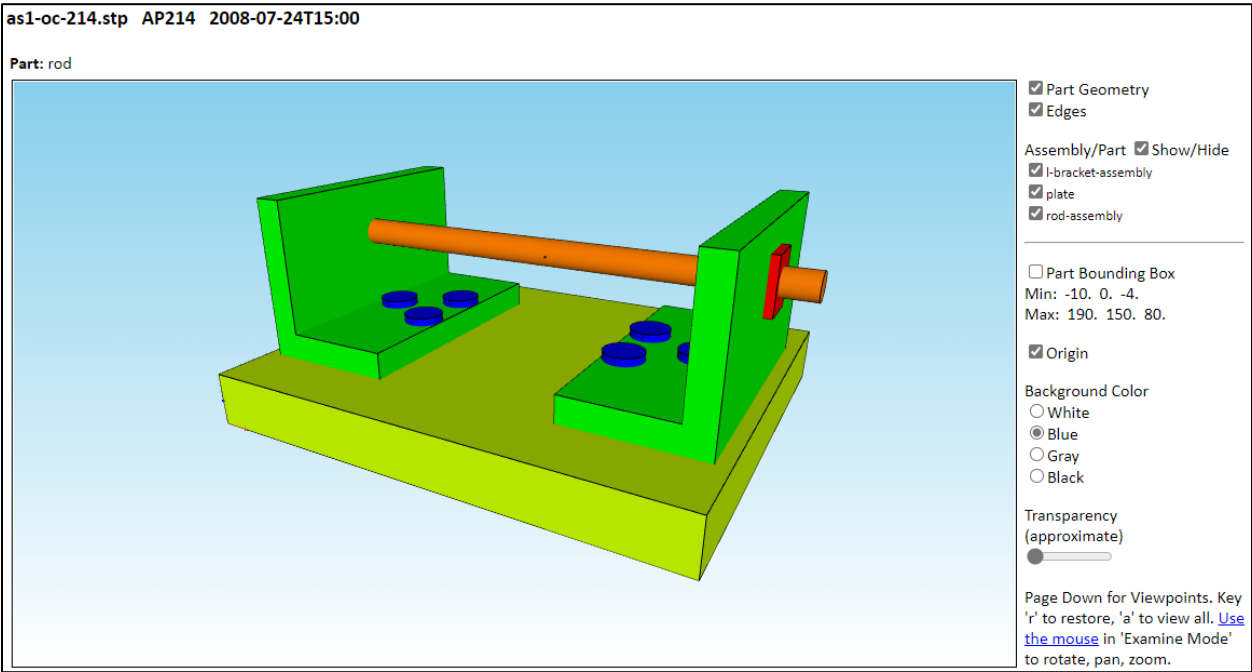 as1-oc-214.stp AP214 2008-07-24T15:00
Part: rod
Part Geometry
Edges
Assembly/Part Show/Hide
l-bracket-assembly
plate
rod-assembly
Part Bounding Box
Min: -10. 0. -4.
Max: 190. 150. 80.
Origin
Background Color
White
Blue
Gray
Black
Transparency
(approximate)
Page Down for Viewpoints. Key
'r' to restore, 'a' to view all. Use
the mouse in 'Examine Mode'
to rotate, pan, zoom.